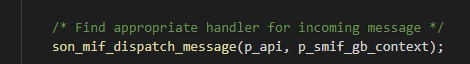 /* Find appropriate handler for incoming message */
son_mif_dispatch_message(p_api, p_smif_gb_context);